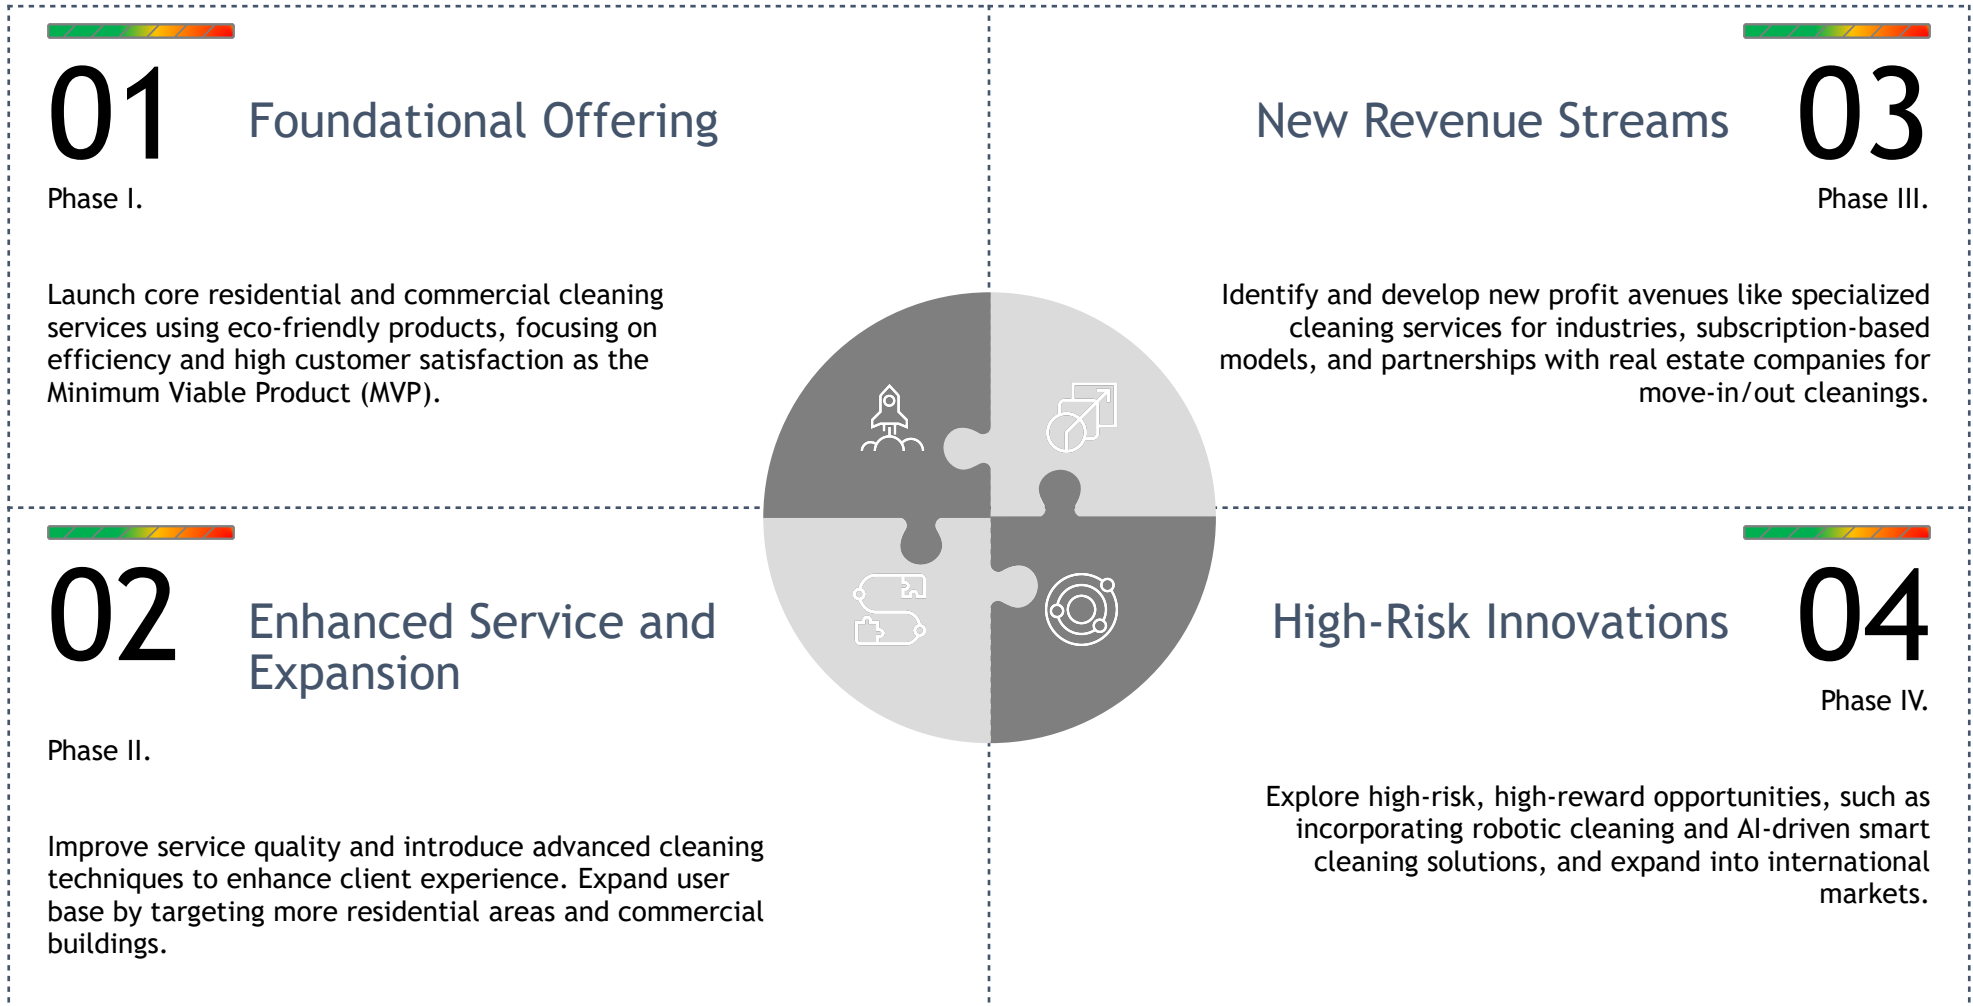 01
Foundational Offering
Phase I.
Launch core residential and commercial cleaning
services using eco-friendly products, focusing on
efficiency and high customer satisfaction as the
Minimum Viable Product (MVP).
02
Enhanced Service and
Expansion
Phase II.
Improve service quality and introduce advanced cleaning
techniques to enhance client experience. Expand user
base by targeting more residential areas and commercial
buildings.
New Revenue Streams
03
Phase III.
Identify and develop new profit avenues like specialized
cleaning services for industries, subscription-based
models, and partnerships with real estate companies for
move-in/out cleanings.
High-Risk Innovations
04
Phase IV.
Explore high-risk, high-reward opportunities, such as
incorporating robotic cleaning and AI-driven smart
cleaning solutions, and expand into international
markets.